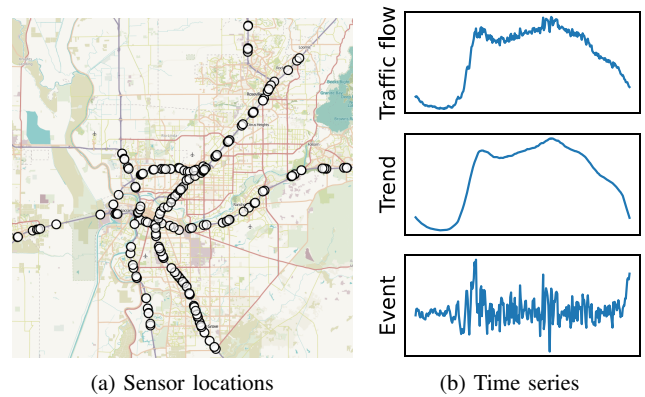 Traffic flow
Trend
Event
(a) Sensor locations
(b) Time series